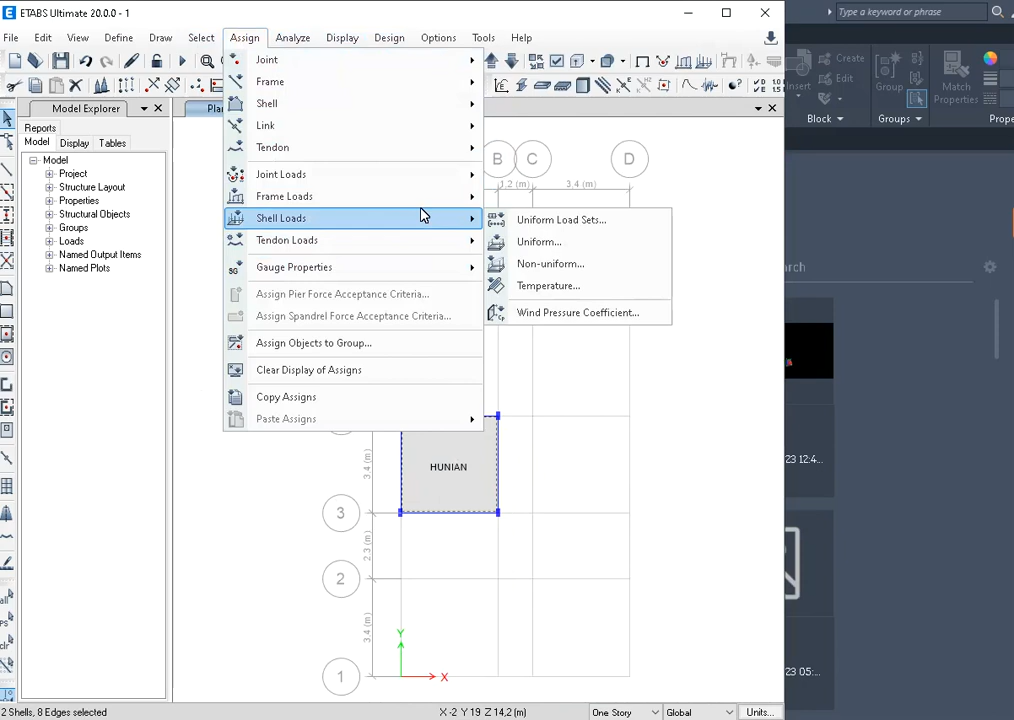 ETABS Ultimate 20.0.0 - 1
File Edit View Define Draw Select Assign Analyze Display Design Options Tools Help
Type a keyword or phrase
Create
Edit
Insert
Group
Match
Properties
Block
Groups
Model Explorer
Reports
Model Display Tables
Model
Project
Structure Layout
Properties
Structural Objects
Groups
Loads
Named Output Items
Named Plots
Joint
Frame
Shell
Link
Tendon
Joint Loads
Frame Loads
Shell Loads
Tendon Loads
Gauge Properties
Assign Pier Force Acceptance Criteria...
Assign Spandrel Force Acceptance Criteria...
Assign Objects to Group...
Clear Display of Assigns
Copy Assigns
Paste Assigns
Uniform Load Sets...
Uniform...
Non-uniform...
Temperature...
Wind Pressure Coefficient...
B C D
1,2 (m) 3,4 (m)
HUNIAN
3.4 (m)
3
2.3 (m)
2
3.4 (m)
1
Y
X
23 12:4...
23 05:...
2 Shells, 8 Edges selected
X -2 Y 19 Z 14,2 (m)
One Story
Global
Units...